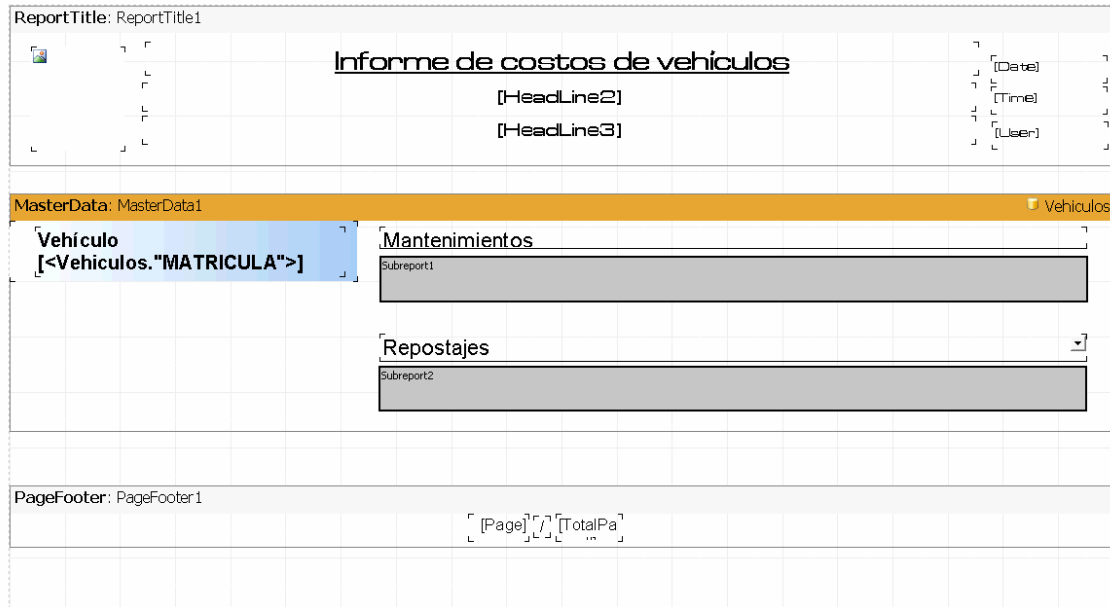 ReportTitle: ReportTitle1
Informe de costos de vehículos
[Date]
[HeadLine2]
[Time]
[HeadLine3]
[User]
MasterData: MasterData1
Vehiculos
Vehículo
[<Vehiculos."MATRICULA">]
Mantenimientos
Subreport1
Repostajes
Subreport2
PageFooter: PageFooter1
[Page] / [TotalPa